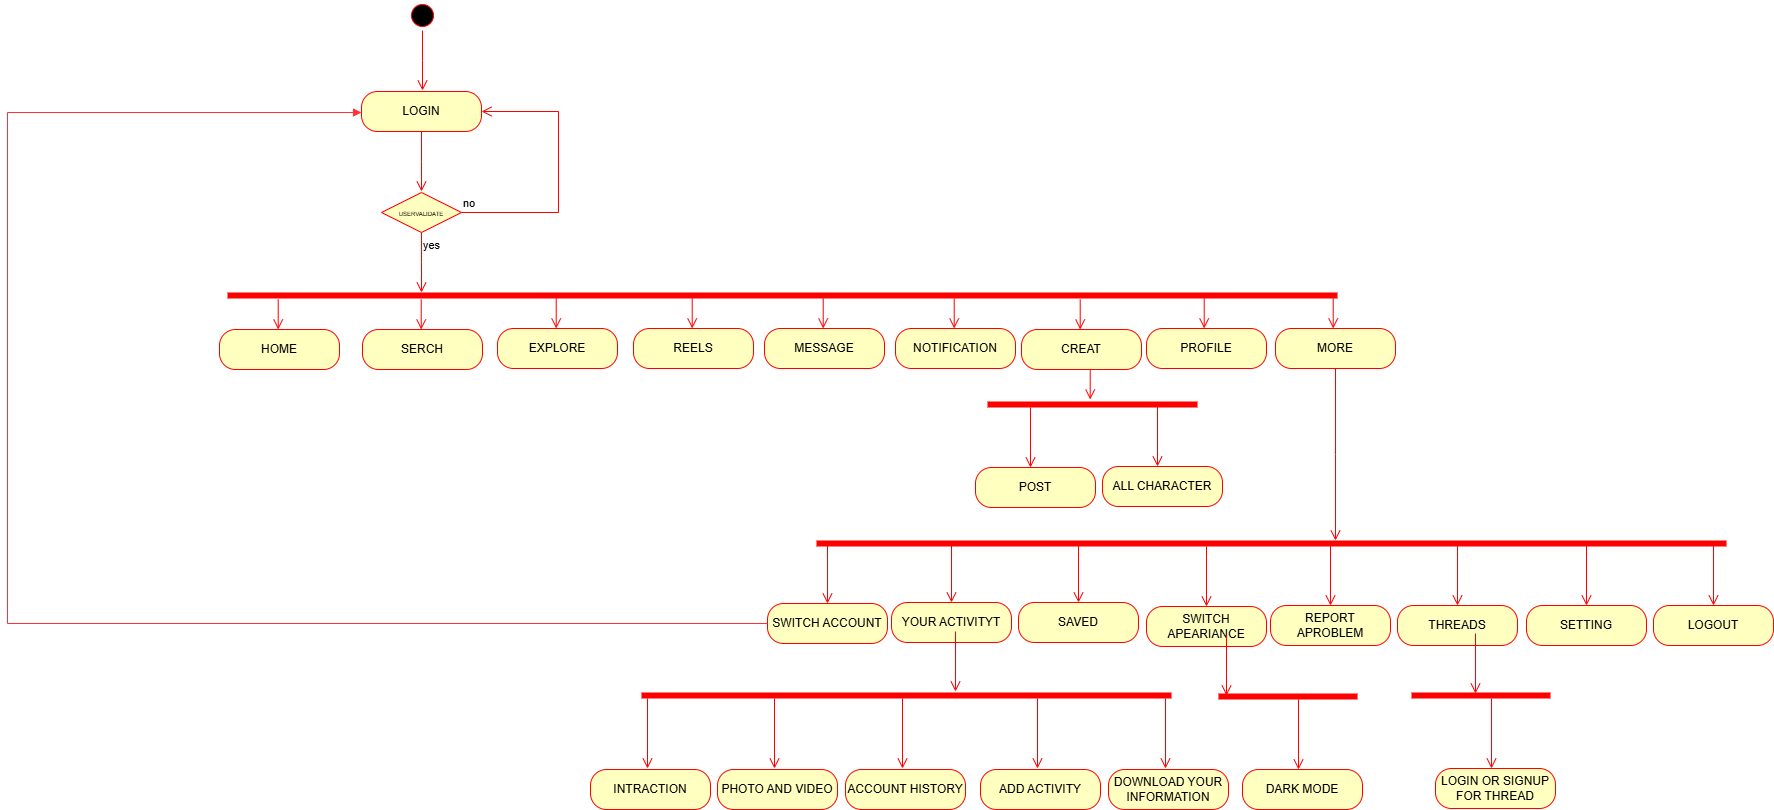 LOGIN
USERVALIDATE
no
yes
HOME
SERCH
EXPLORE
REELS
MESSAGE
NOTIFICATION
CREAT
PROFILE
MORE
POST
ALL CHARACTER
SWITCH ACCOUNT
YOUR ACTIVITYT
SAVED
SWITCH
APEARIANCE
REPORT
APROBLEM
THREADS
SETTING
LOGOUT
INTRACTION
PHOTO AND VIDEO
ACCOUNT HISTORY
ADD ACTIVITY
DOWNLOAD YOUR
INFORMATION
DARK MODE
LOGIN OR SIGNUP
FOR THREAD